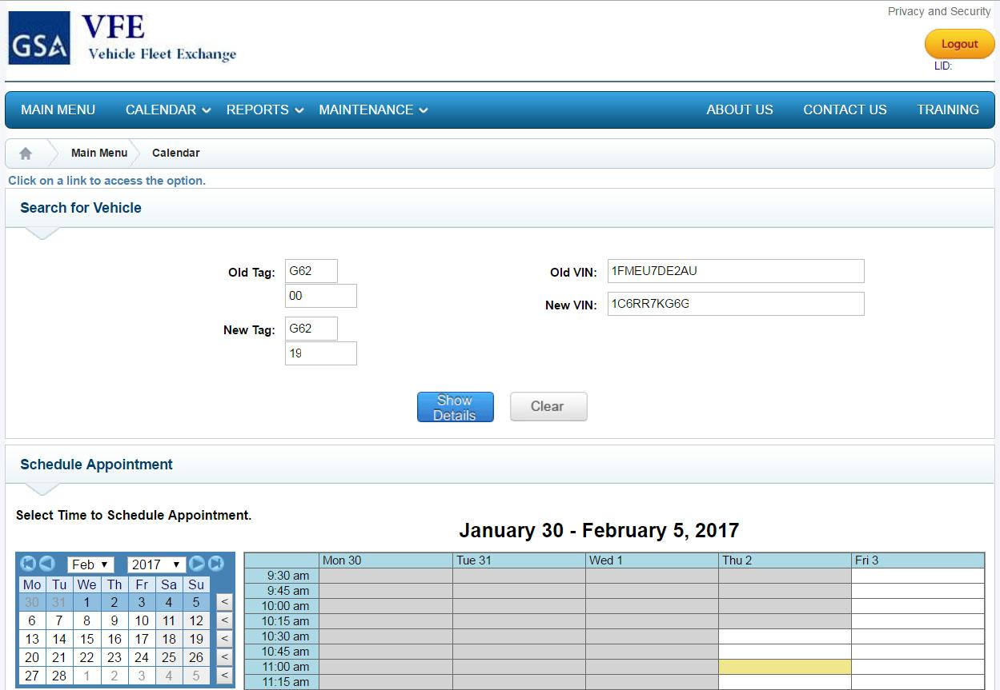 Privacy and Security
GSA
VFE
Vehicle Fleet Exchange
Logout
LID:
MAIN MENU CALENDAR REPORTS MAINTENANCE ABOUT US CONTACT US TRAINING
Main Menu Calendar
Click on a link to access the option.
Search for Vehicle
Old Tag: G62 Old VIN: 1FMEU7DE2AU
00
New VIN: 1C6RR7KG6G
New Tag: G62
19
Show Details Clear
Schedule Appointment
Select Time to Schedule Appointment.
January 30 - February 5, 2017
Feb 2017
Mo Tu We Th Fr Sa Su
30 31 1 2 3 4 5 <
6 7 8 9 10 11 12 <
13 14 15 16 17 18 19 <
20 21 22 23 24 25 26 <
27 28 1 2 3 4 5 <
Mon 30 Tue 31 Wed 1 Thu 2 Fri 3
9:30 am
9:45 am
10:00 am
10:15 am
10:30 am
10:45 am
11:00 am
11:15 am